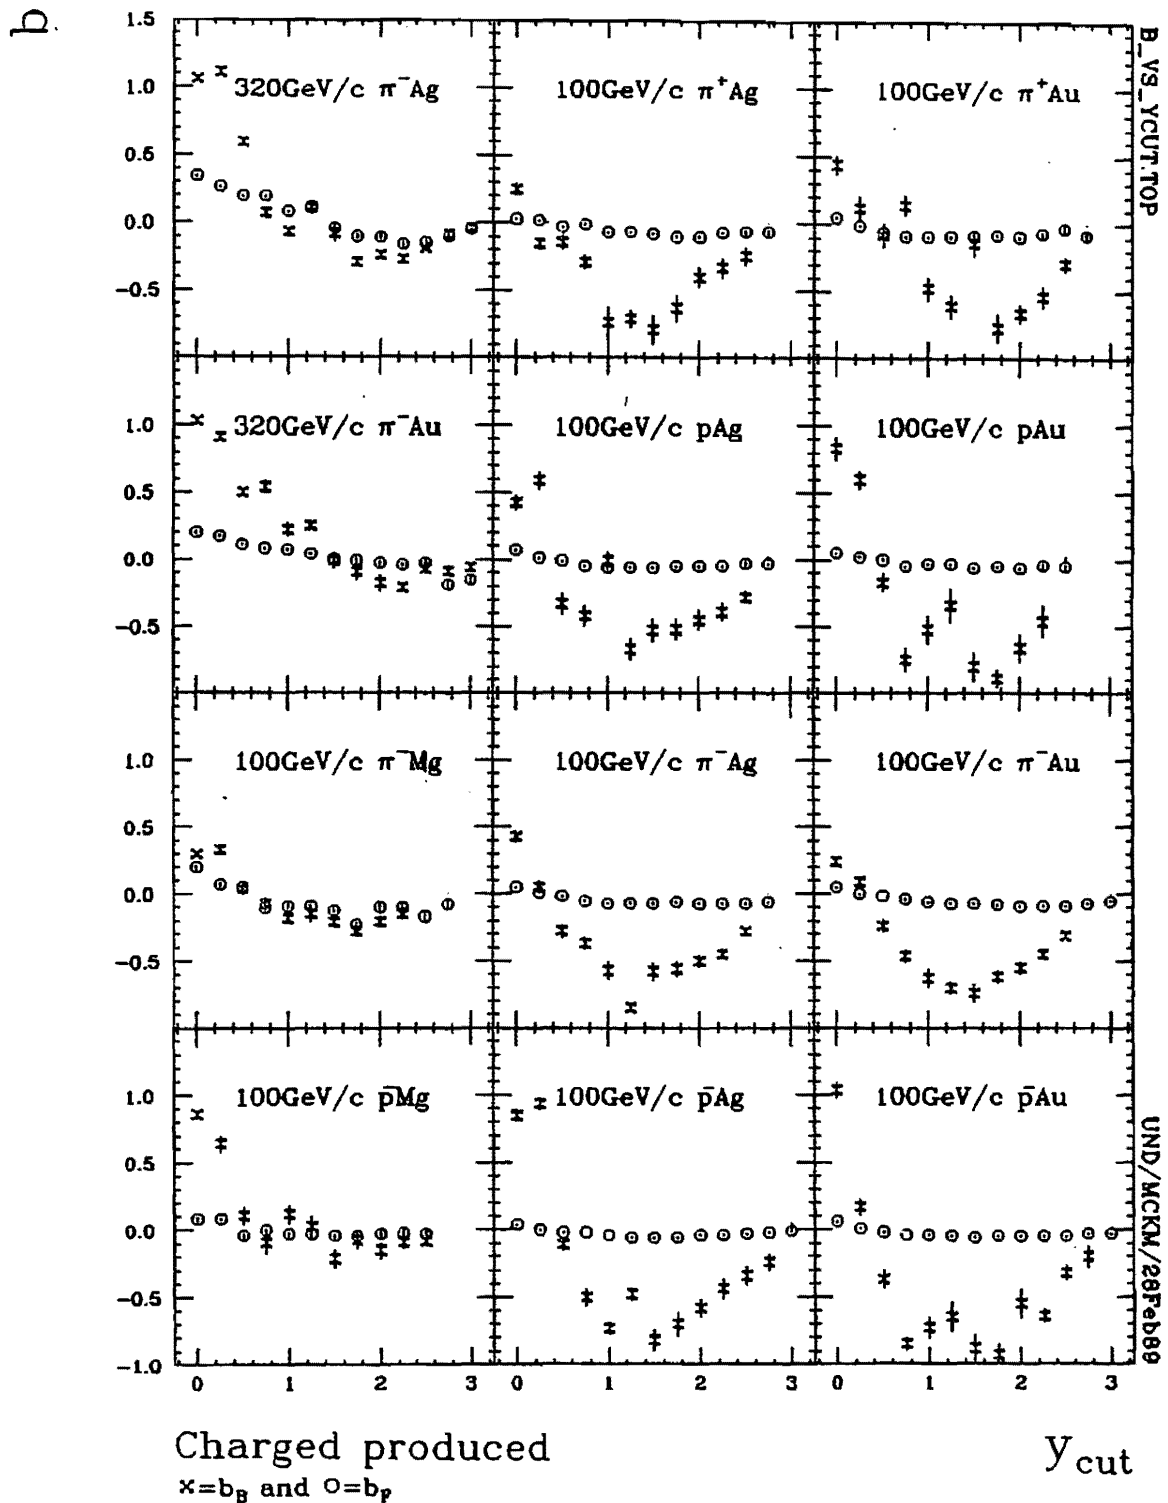 b
B_VS_YCUT.TOP
1.5
1.0
0.5
0.0
-0.5
320GeV/c π⁻Ag
100GeV/c π⁺Ag
100GeV/c π⁺Au
1.0
0.5
0.0
-0.5
320GeV/c π⁻Au
100GeV/c pAg
100GeV/c pAu
1.0
0.5
0.0
-0.5
100GeV/c π⁻Mg
100GeV/c π⁻Ag
100GeV/c π⁻Au
1.0
0.5
0.0
-0.5
-1.0
100GeV/c p̄Mg
100GeV/c p̄Ag
100GeV/c p̄Au
0 1 2 3 0 1 2 3 0 1 2 3
UND/MCKM/28Feb89
Charged produced
y_cut
×=b_B and O=b_F